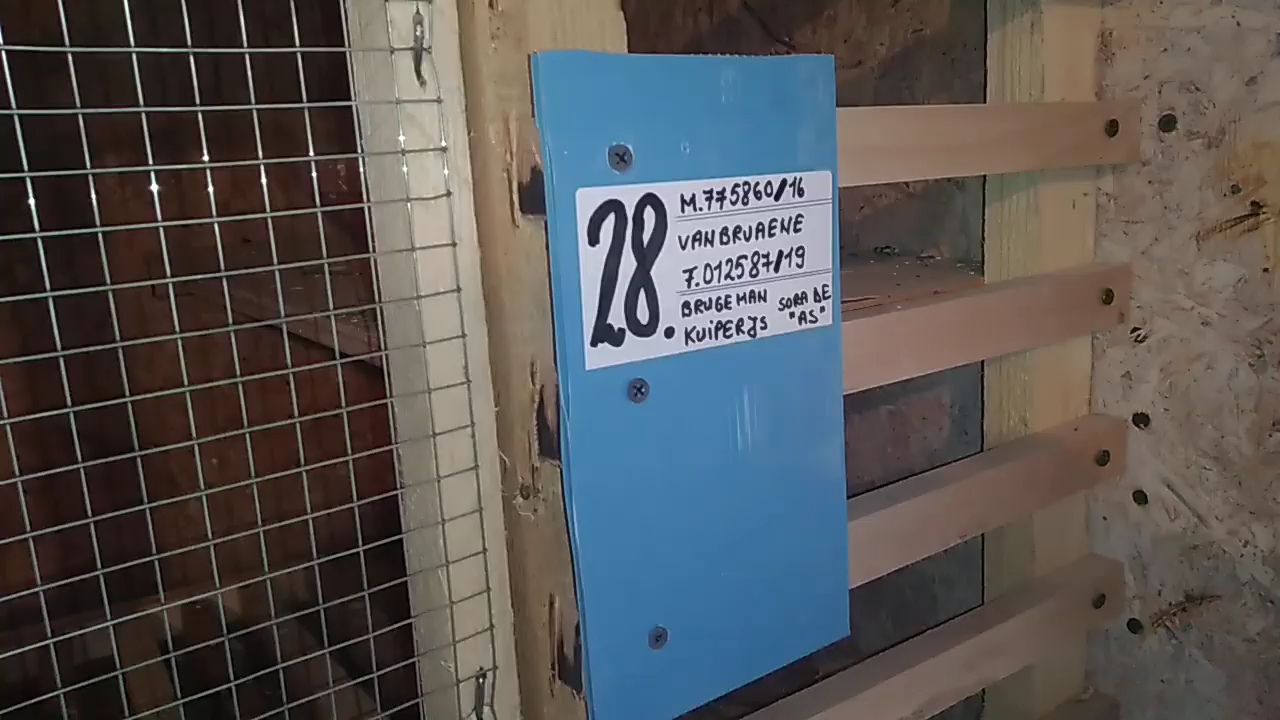 28.
M.775860/16
VANBRUAENE
7.012587/19
BRUGEMAN SORA DE
KUIPERJS "AS"